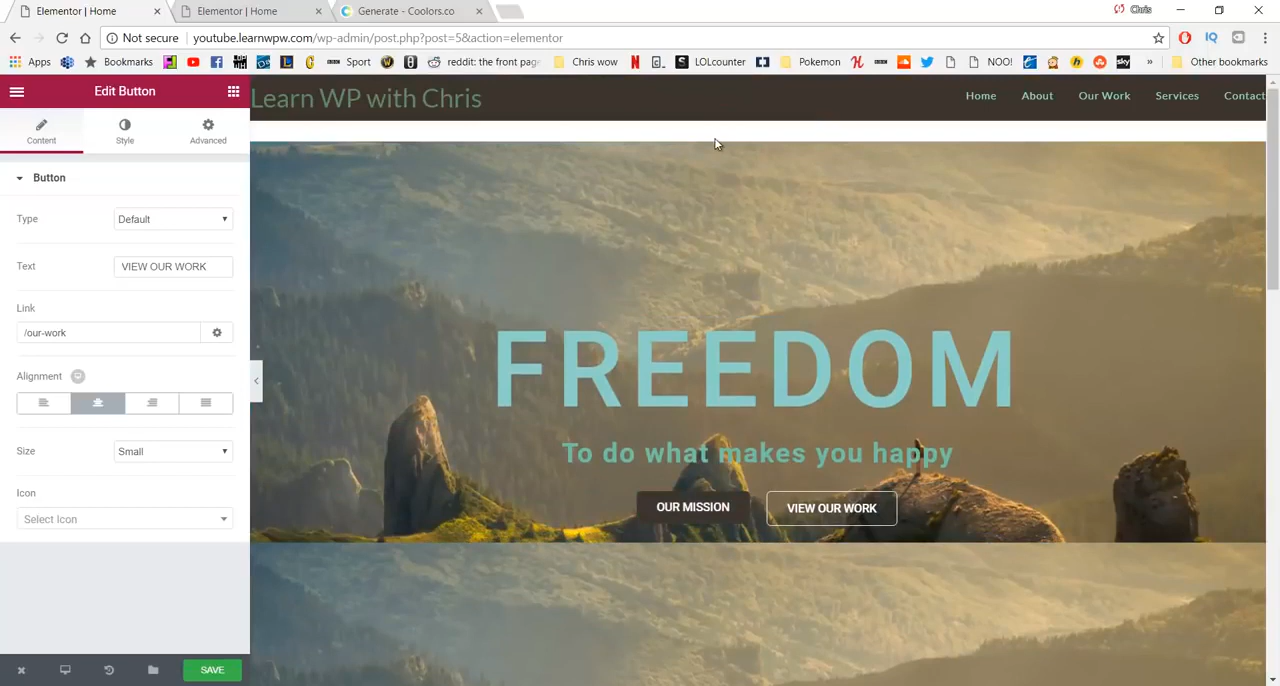 Elementor | Home
Elementor | Home
Generate - Coolors.co
Chris
Not secure
youtube.learnwpw.com/wp-admin/post.php?post=5&action=elementor
Apps
Bookmarks
Sport
reddit: the front pag
Chris wow
LOLcounter
Pokemon
NOO!
sky
»
Other bookmarks
Edit Button
Learn WP with Chris
Home
About
Our Work
Services
Contact
Content
Style
Advanced
Button
Type
Default
Text
VIEW OUR WORK
Link
/our-work
Alignment
Size
Small
Icon
Select Icon
FREEDOM
To do what makes you happy
OUR MISSION
VIEW OUR WORK
SAVE